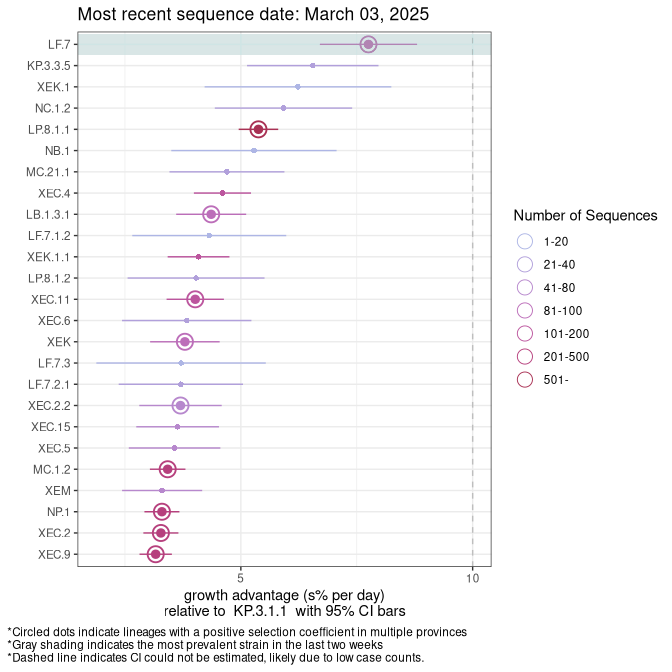 Most recent sequence date: March 03, 2025
LF.7
KP.3.3.5
XEK.1
NC.1.2
LP.8.1.1
NB.1
MC.21.1
XEC.4
LB.1.3.1
LF.7.1.2
XEK.1.1
LP.8.1.2
XEC.11
XEC.6
XEK
LF.7.3
LF.7.2.1
XEC.2.2
XEC.15
XEC.5
MC.1.2
XEM
NP.1
XEC.2
XEC.9
5
10
growth advantage (s% per day)
relative to KP.3.1.1 with 95% CI bars
Number of Sequences
1-20
21-40
41-80
81-100
101-200
201-500
501-
*Circled dots indicate lineages with a positive selection coefficient in multiple provinces
*Gray shading indicates the most prevalent strain in the last two weeks
*Dashed line indicates CI could not be estimated, likely due to low case counts.